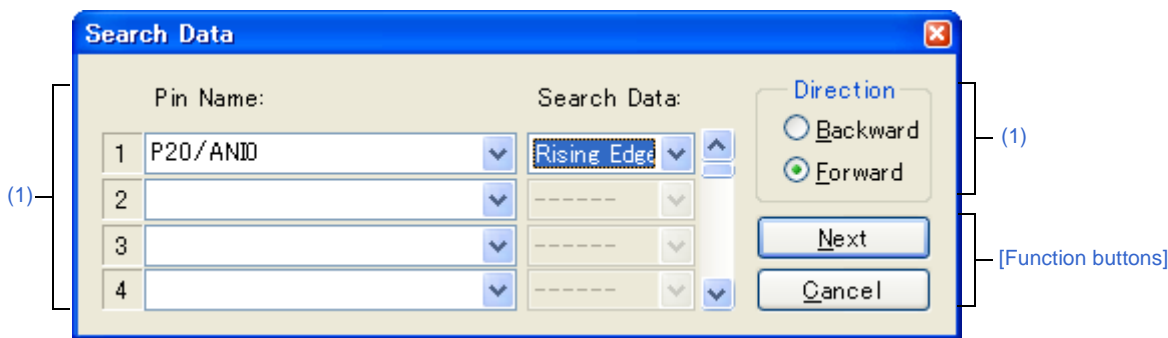 Search Data
Pin Name:
Search Data:
Direction
1
P20/ANI0
Rising Edge
Backward
Forward
(1)
(1)
2
------
3
------
Next
[Function buttons]
4
------
Cancel